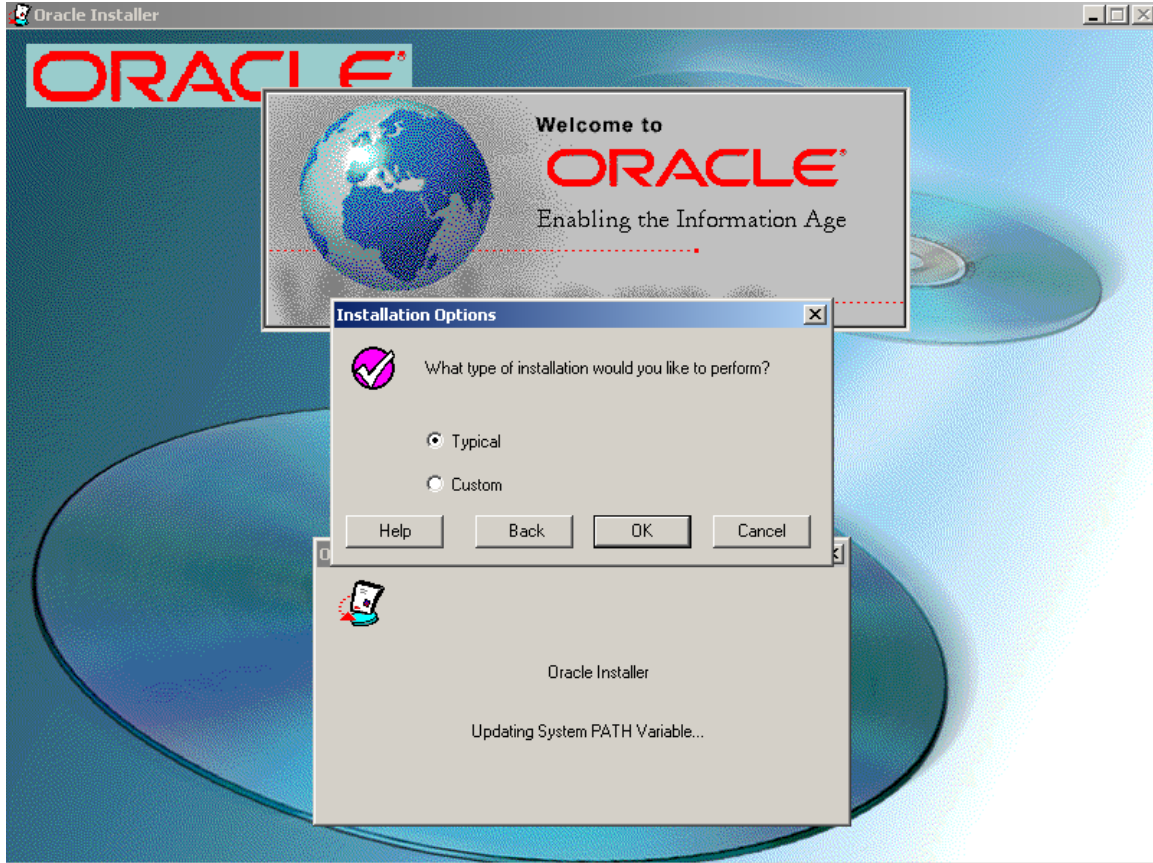 Oracle Installer
ORACLE®
Welcome to
ORACLE®
Enabling the Information Age
Installation Options
What type of installation would you like to perform?
Typical
Custom
Help
Back
OK
Cancel
Oracle Installer
Updating System PATH Variable...